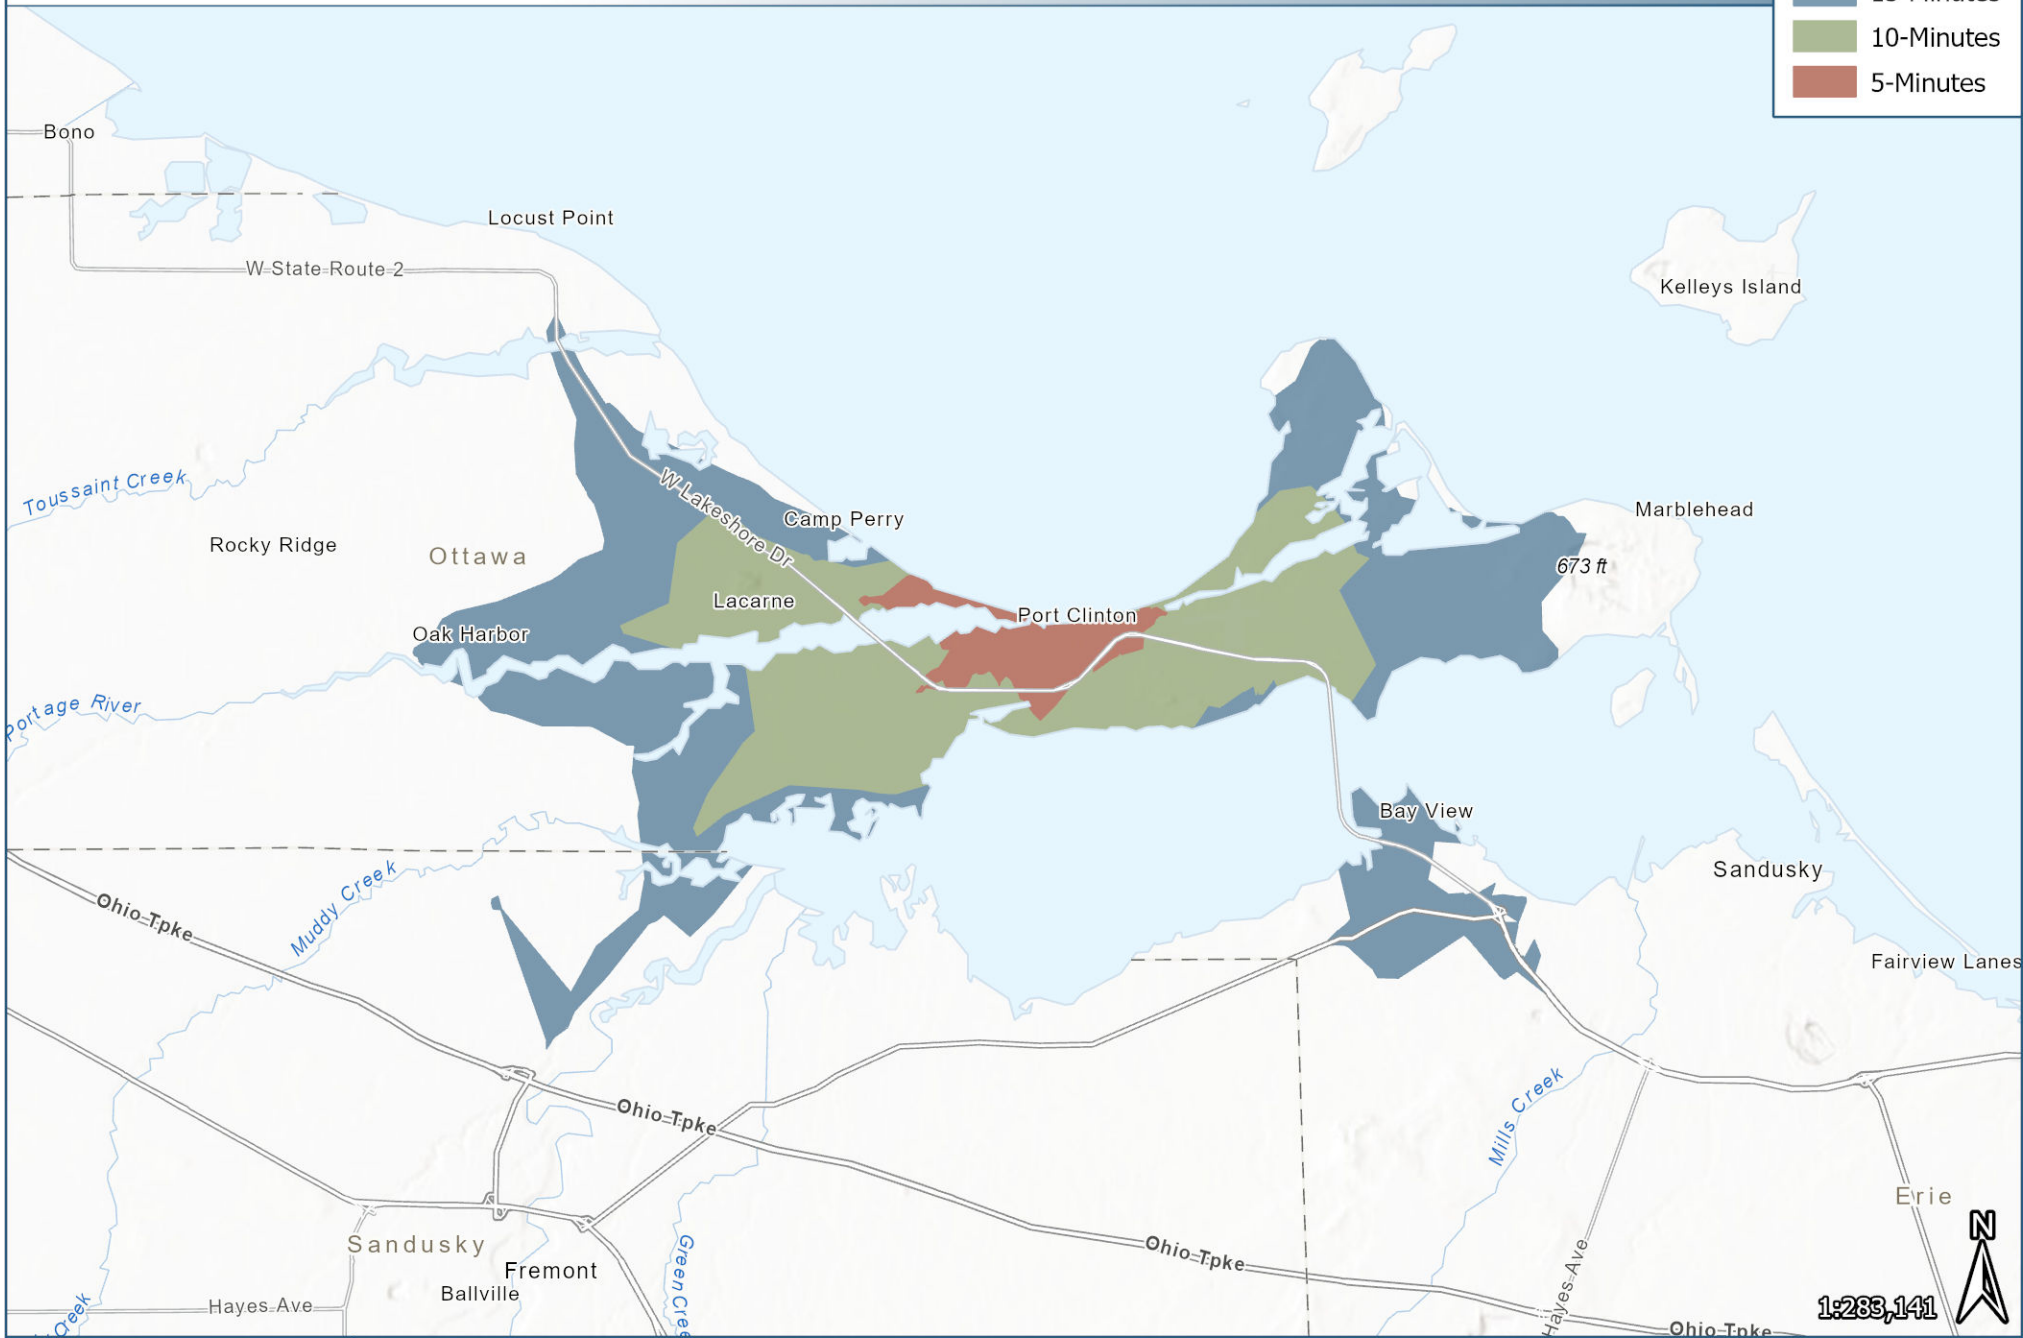 10-Minutes
5-Minutes
Bono
Locust Point
W State Route 2
Kelleys Island
Toussaint Creek
W Lakeshore Dr
Camp Perry
Marblehead
Rocky Ridge
Ottawa
673 ft
Lacarne
Port Clinton
Oak Harbor
Portage River
Bay View
Sandusky
Muddy Creek
Ohio Tpke
Fairview Lanes
Ohio Tpke
Mills Creek
Erie
N
Sandusky
Green Cree
Ohio Tpke
Hayes Ave
Fremont
Ballville
Hayes Ave
Creek
1:283,141
Ohio Tpke